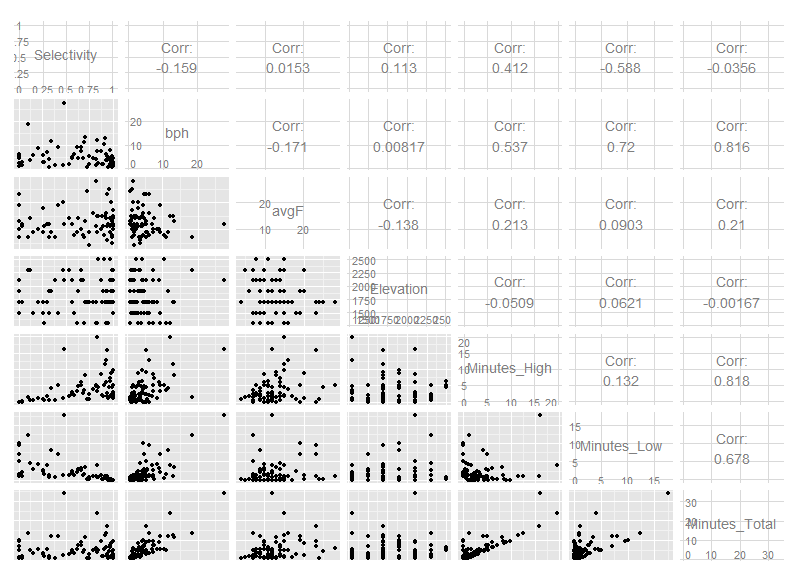 1
.75 Selectivity Corr: Corr: Corr: Corr: Corr: Corr:
0.5
.25 -0.159 0.0153 0.113 0.412 -0.588 -0.0356
0 0.25 0.5 0.75 1
20 bph Corr: Corr: Corr: Corr: Corr:
10 -0.171 0.00817 0.537 0.72 0.816
0 10 20
20 avgF Corr: Corr: Corr: Corr:
10 20 -0.138 0.213 0.0903 0.21
2500
2250
2000 Elevation Corr: Corr: Corr:
1750 -0.0509 0.0621 -0.00167
1500
1250 1500 1750 2000 2250 250
20
15
10 Minutes_High Corr: Corr:
5 0.132 0.818
0 0 5 10 15 20
15
10 Minutes_Low Corr:
5 0.678
0 0 5 10 15
30
20 Minutes_Total
10
0 0 10 20 30